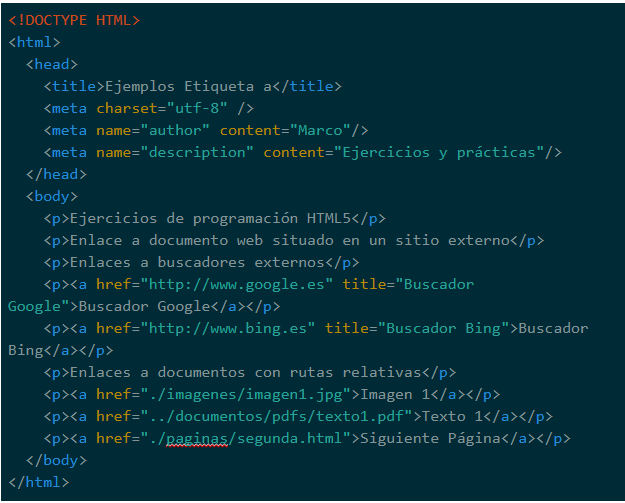 <!DOCTYPE HTML>
<html>
<head>
<title>Ejemplos Etiqueta a</title>
<meta charset="utf-8" />
<meta name="author" content="Marco"/>
<meta name="description" content="Ejercicios y prácticas"/>
</head>
<body>
<p>Ejercicios de programación HTML5</p>
<p>Enlace a documento web situado en un sitio externo</p>
<p>Enlaces a buscadores externos</p>
<p><a href="http://www.google.es" title="Buscador
Google">Buscador Google</a></p>
<p><a href="http://www.bing.es" title="Buscador Bing">Buscador
Bing</a></p>
<p>Enlaces a documentos con rutas relativas</p>
<p><a href="./imagenes/imagen1.jpg">Imagen 1</a></p>
<p><a href="../documentos/pdfs/texto1.pdf">Texto 1</a></p>
<p><a href="./paginas/segunda.html">Siguiente Página</a></p>
</body>
</html>